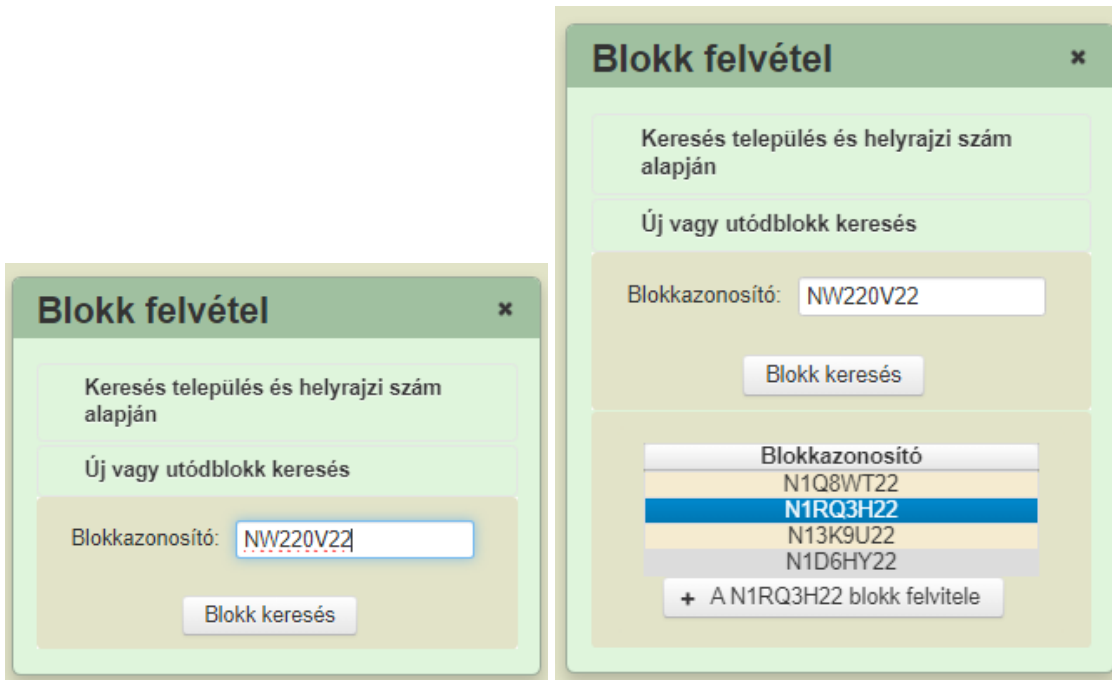 Blokk felvétel ×
Keresés település és helyrajzi szám
alapján
Új vagy utódblokk keresés
Blokkazonosító: NW220V22
Blokk keresés
Blokk felvétel ×
Keresés település és helyrajzi szám
alapján
Új vagy utódblokk keresés
Blokkazonosító: NW220V22
Blokk keresés
Blokkazonosító
N1Q8WT22
N1RQ3H22
N13K9U22
N1D6HY22
+ A N1RQ3H22 blokk felvitele